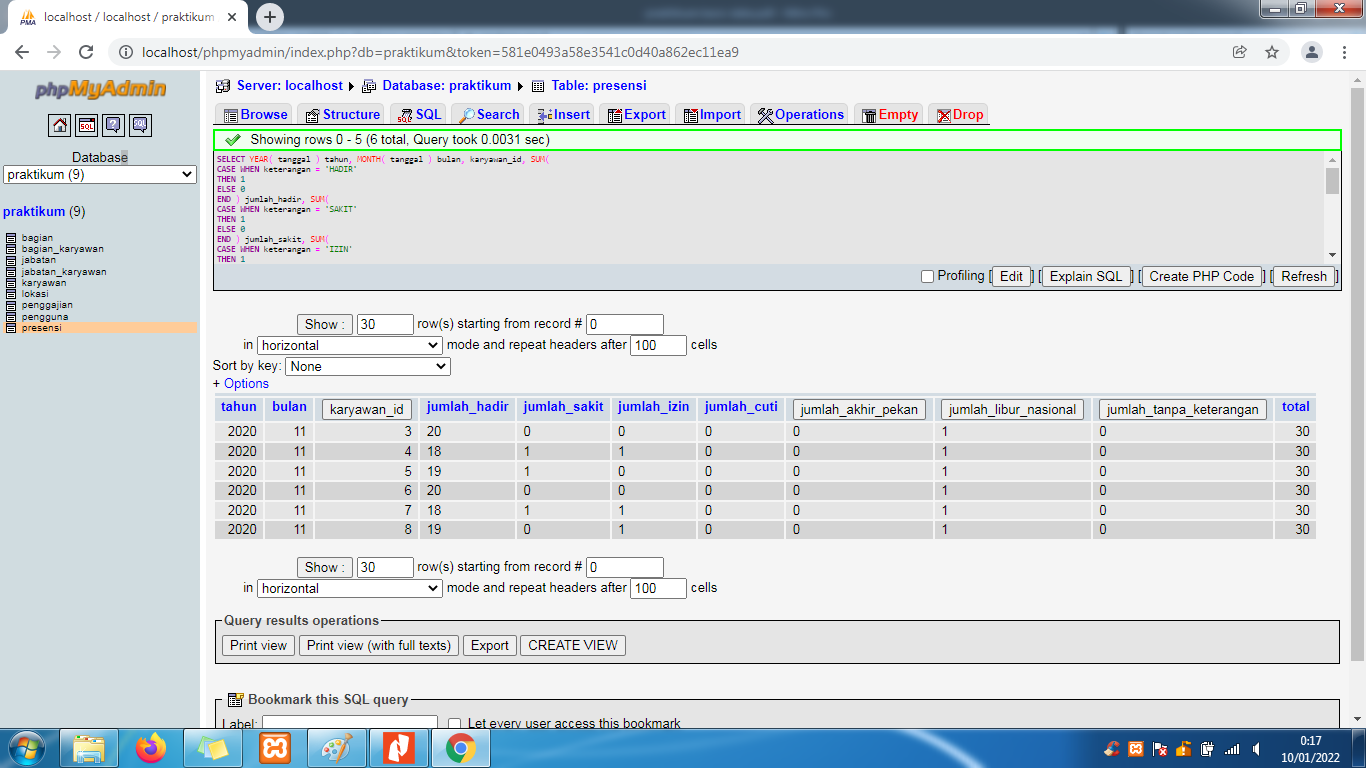 localhost / localhost / praktikum
localhost/phpmyadmin/index.php?db=praktikum&token=581e0493a58e3541c0d40a862ec11ea9
phpMyAdmin
Database
praktikum (9)
praktikum (9)
bagian
bagian_karyawan
jabatan
jabatan_karyawan
karyawan
lokasi
penggajian
pengguna
presensi
Server: localhost Database: praktikum Table: presensi
Browse Structure SQL Search Insert Export Import Operations Empty Drop
Showing rows 0 - 5 (6 total, Query took 0.0031 sec)
SELECT YEAR( tanggal ) tahun, MONTH( tanggal ) bulan, karyawan_id, SUM(
CASE WHEN keterangan = 'HADIR'
THEN 1
ELSE 0
END ) jumlah_hadir, SUM(
CASE WHEN keterangan = 'SAKIT'
THEN 1
ELSE 0
END ) jumlah_sakit, SUM(
CASE WHEN keterangan = 'IZIN'
THEN 1
Profiling [ Edit ] [ Explain SQL ] [ Create PHP Code ] [ Refresh ]
Show : 30 row(s) starting from record # 0
in horizontal mode and repeat headers after 100 cells
Sort by key: None
+ Options
tahun bulan karyawan_id jumlah_hadir jumlah_sakit jumlah_izin jumlah_cuti jumlah_akhir_pekan jumlah_libur_nasional jumlah_tanpa_keterangan total
2020 11 3 20 0 0 0 0 1 0 30
2020 11 4 18 1 1 0 0 1 0 30
2020 11 5 19 1 0 0 0 1 0 30
2020 11 6 20 0 0 0 0 1 0 30
2020 11 7 18 1 1 0 0 1 0 30
2020 11 8 19 0 1 0 0 1 0 30
Show : 30 row(s) starting from record # 0
in horizontal mode and repeat headers after 100 cells
Query results operations
Print view Print view (with full texts) Export CREATE VIEW
Bookmark this SQL query
Label: Let every user access this bookmark
0:17
10/01/2022